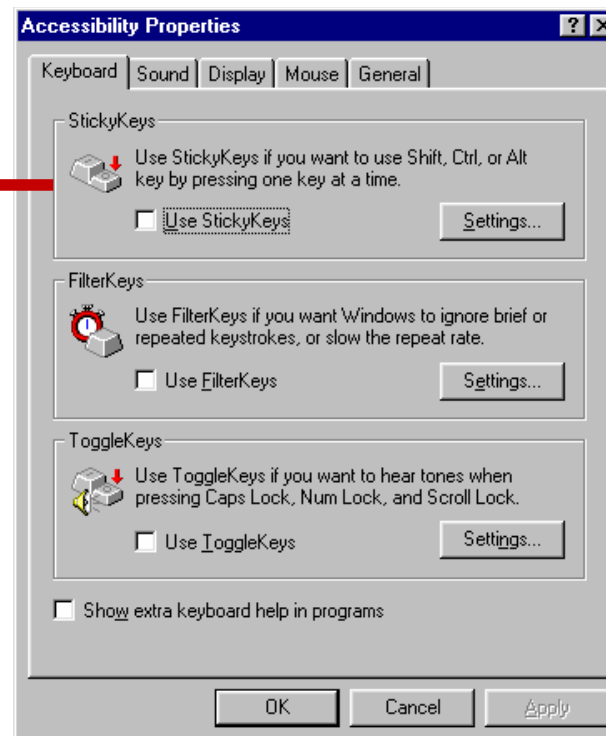 Accessibility Properties
Keyboard Sound Display Mouse General
StickyKeys
Use StickyKeys if you want to use Shift, Ctrl, or Alt
key by pressing one key at a time.
Use StickyKeys Settings...
FilterKeys
Use FilterKeys if you want Windows to ignore brief or
repeated keystrokes, or slow the repeat rate.
Use FilterKeys Settings...
ToggleKeys
Use ToggleKeys if you want to hear tones when
pressing Caps Lock, Num Lock, and Scroll Lock.
Use ToggleKeys Settings...
Show extra keyboard help in programs
OK Cancel Apply